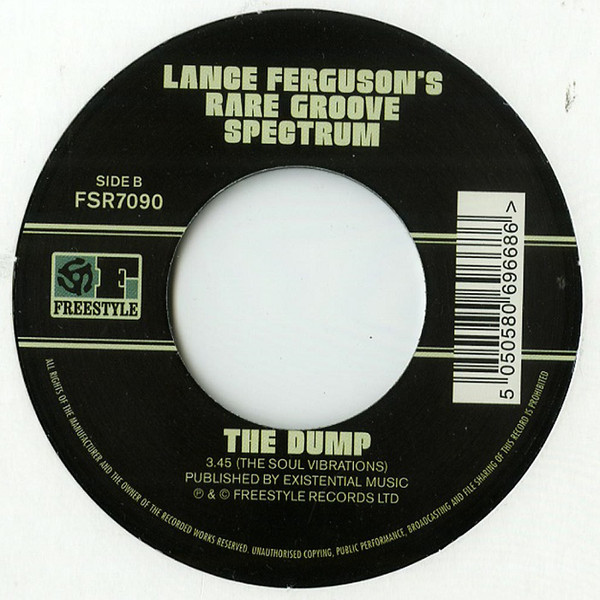 LANCE FERGUSON'S
RARE GROOVE
SPECTRUM
SIDE B
FSR7090
F
FREESTYLE
5 050580 696686 >
THE DUMP
3.45 (THE SOUL VIBRATIONS)
PUBLISHED BY EXISTENTIAL MUSIC
℗ & © FREESTYLE RECORDS LTD
ALL RIGHTS OF THE MANUFACTURER AND THE OWNER OF THE RECORDED WORKS RESERVED. UNAUTHORISED COPYING, PUBLIC PERFORMANCE, BROADCASTING AND FILE SHARING OF THIS RECORD IS PROHIBITED